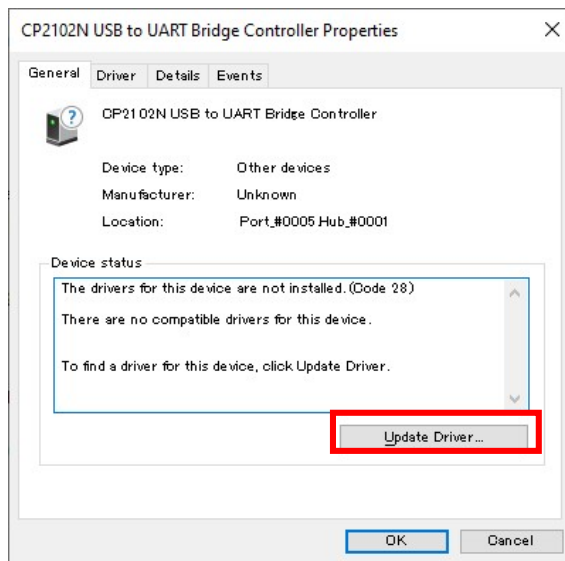 CP2102N USB to UART Bridge Controller Properties
General Driver Details Events
CP2102N USB to UART Bridge Controller
Device type: Other devices
Manufacturer: Unknown
Location: Port_#0005.Hub_#0001
Device status
The drivers for this device are not installed. (Code 28)
There are no compatible drivers for this device.
To find a driver for this device, click Update Driver.
Update Driver...
OK Cancel